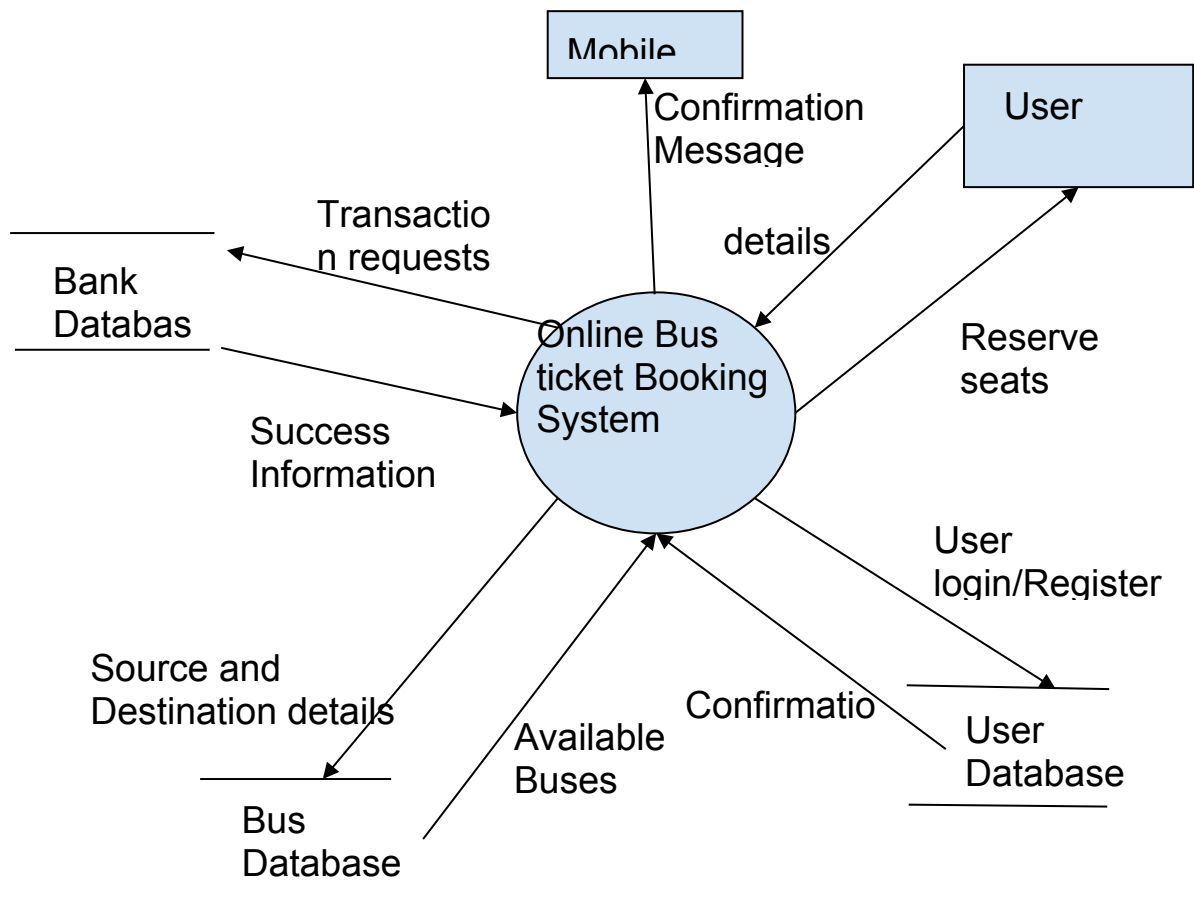 Mobile
User
Confirmation
Message
Transactio
n requests
details
Bank
Databas
Online Bus
ticket Booking
System
Reserve
seats
Success
Information
User
login/Register
Source and
Destination details
Confirmatio
Available
Buses
User
Database
Bus
Database